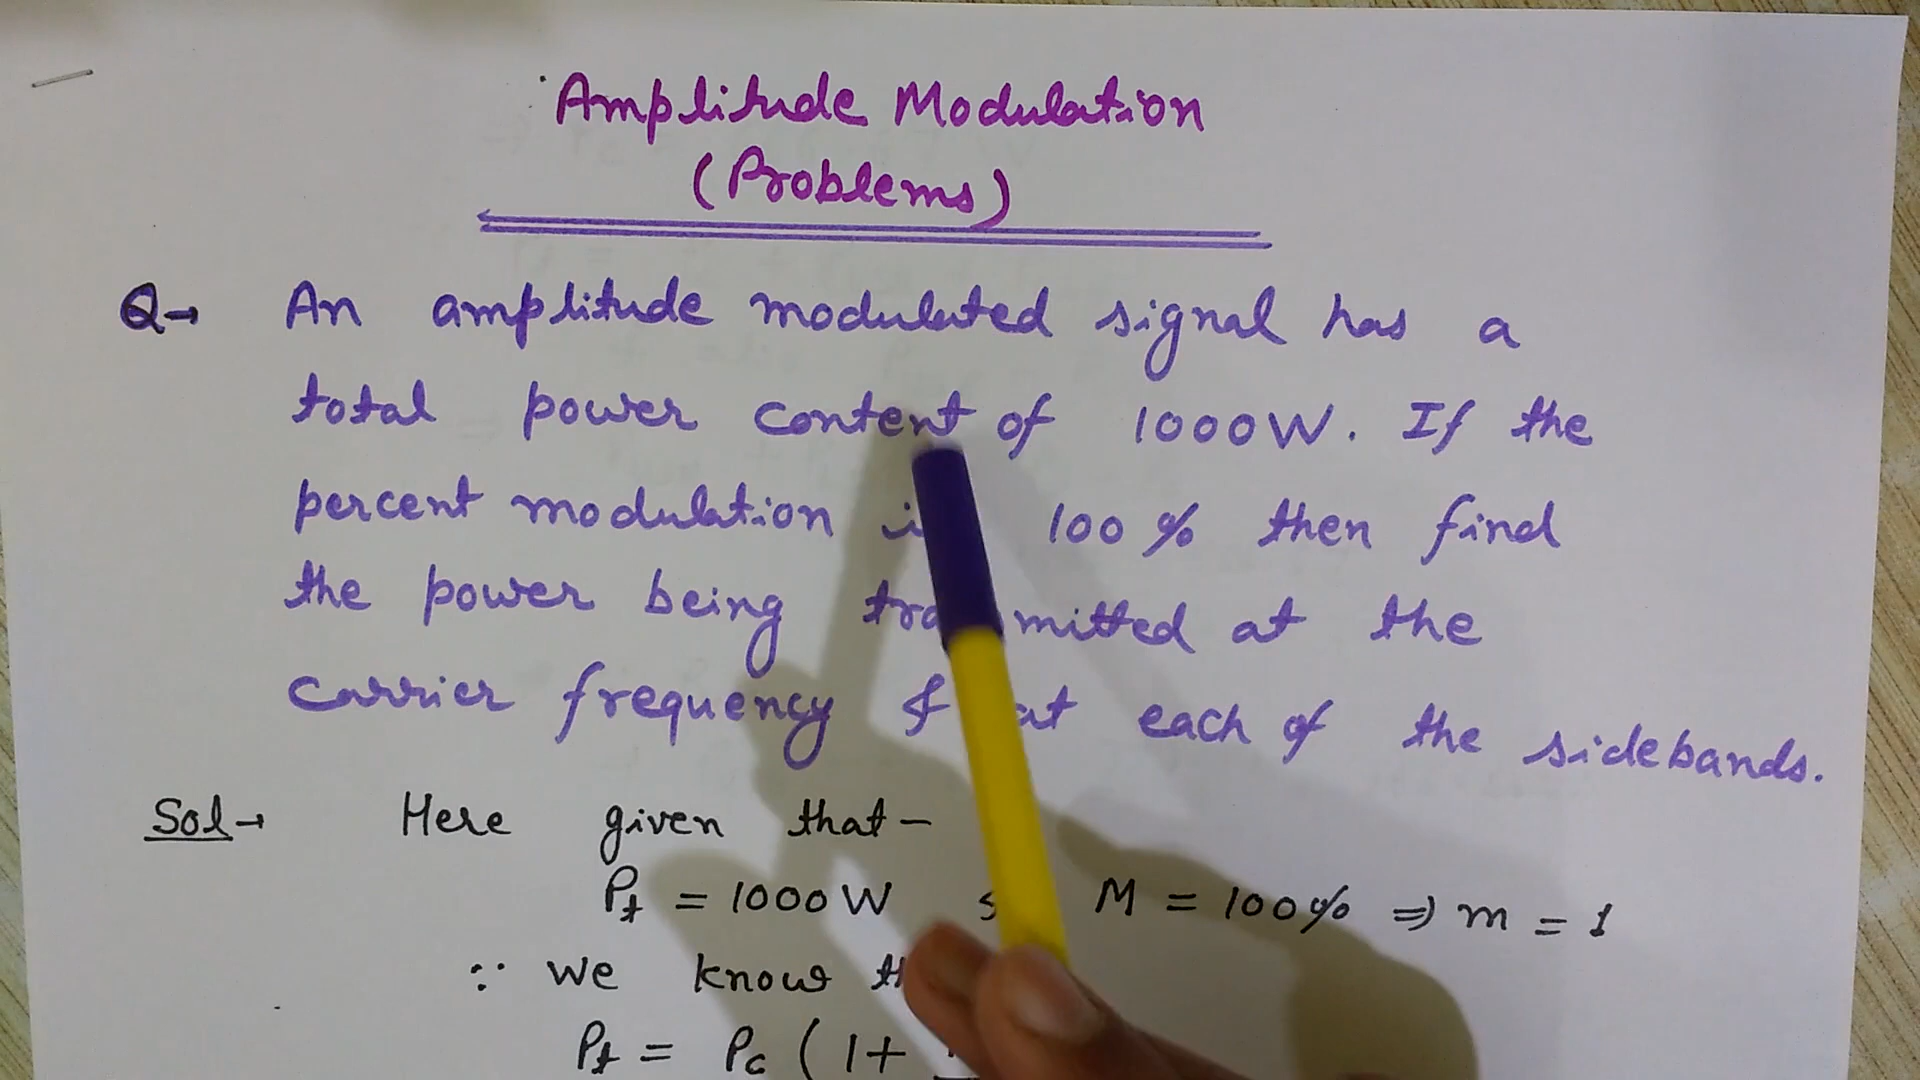 Amplitude Modulation
(Problems)
Q→ An amplitude modulated signal has a
total power content of 1000W. If the
percent modulation 100 % then find
the power being at the
carrier frequency & at each of the sidebands.
Sol→ Here given that-
Pt = 1000 W M = 100% ⇒ m = 1
∵ we know
Pt = Pc ( 1+